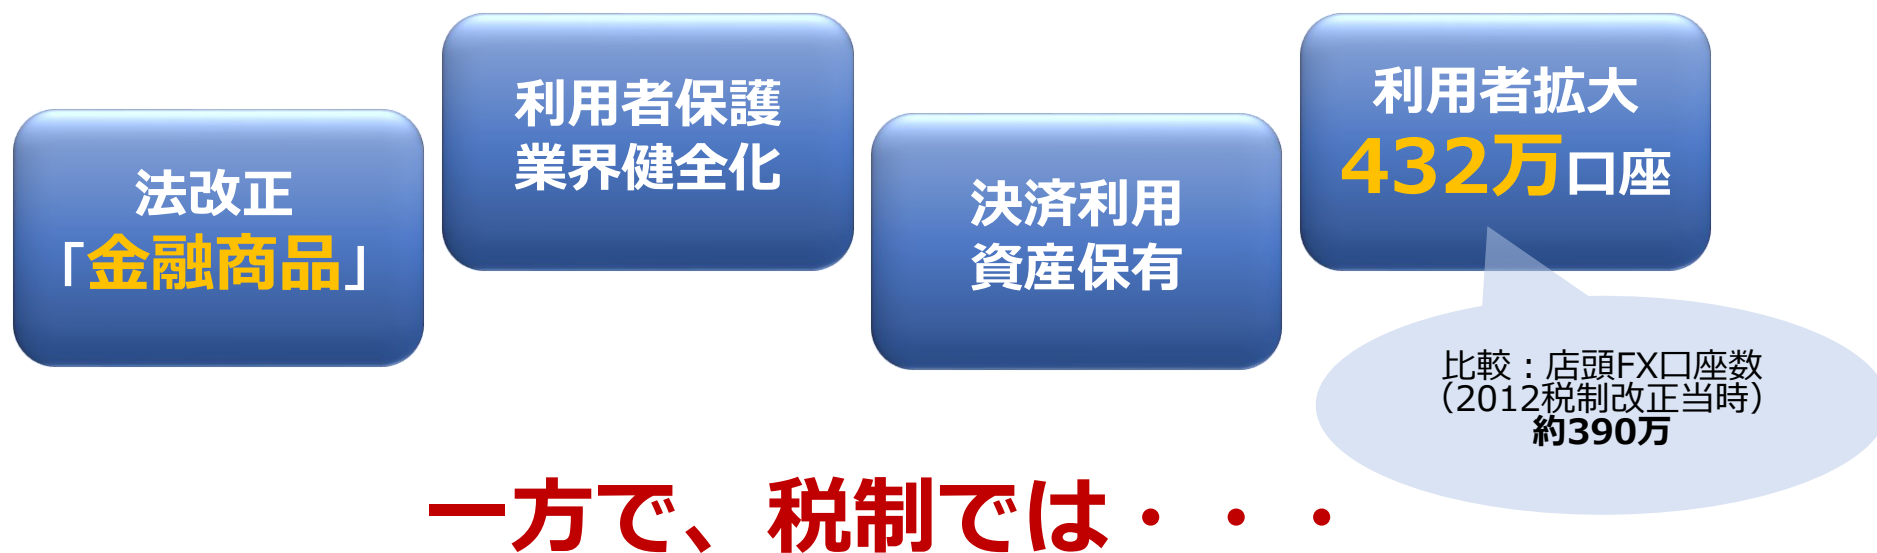 法改正
「金融商品」
利用者保護
業界健全化
決済利用
資産保有
利用者拡大
432万口座
比較：店頭FX口座数
（2012税制改正当時）
約390万
一方で、税制では・・・